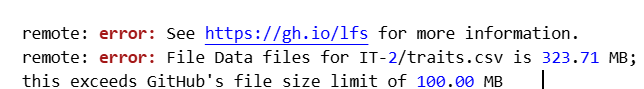 remote: error: See https://gh.io/lfs for more information.
remote: error: File Data files for IT-2/traits.csv is 323.71 MB;
this exceeds GitHub's file size limit of 100.00 MB